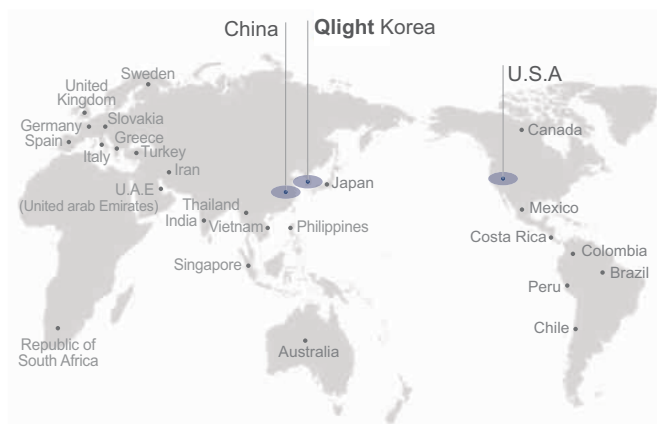 China
Qlight Korea
U.S.A
Sweden
United
Kingdom
Germany
Slovakia
Spain
Greece
Italy
Turkey
Iran
U.A.E
(United arab Emirates)
Thailand
India
Vietnam
Philippines
Japan
Singapore
Canada
Mexico
Costa Rica
Colombia
Brazil
Peru
Chile
Republic of
South Africa
Australia